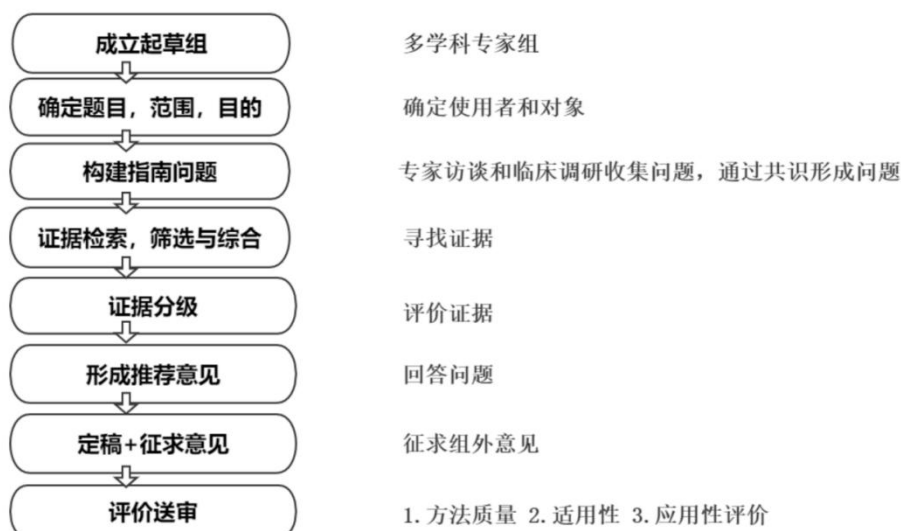 成立起草组 多学科专家组
确定题目，范围，目的 确定使用者和对象
构建指南问题 专家访谈和临床调研收集问题，通过共识形成问题
证据检索，筛选与综合 寻找证据
证据分级 评价证据
形成推荐意见 回答问题
定稿+征求意见 征求组外意见
评价送审 1.方法质量 2.适用性 3.应用性评价